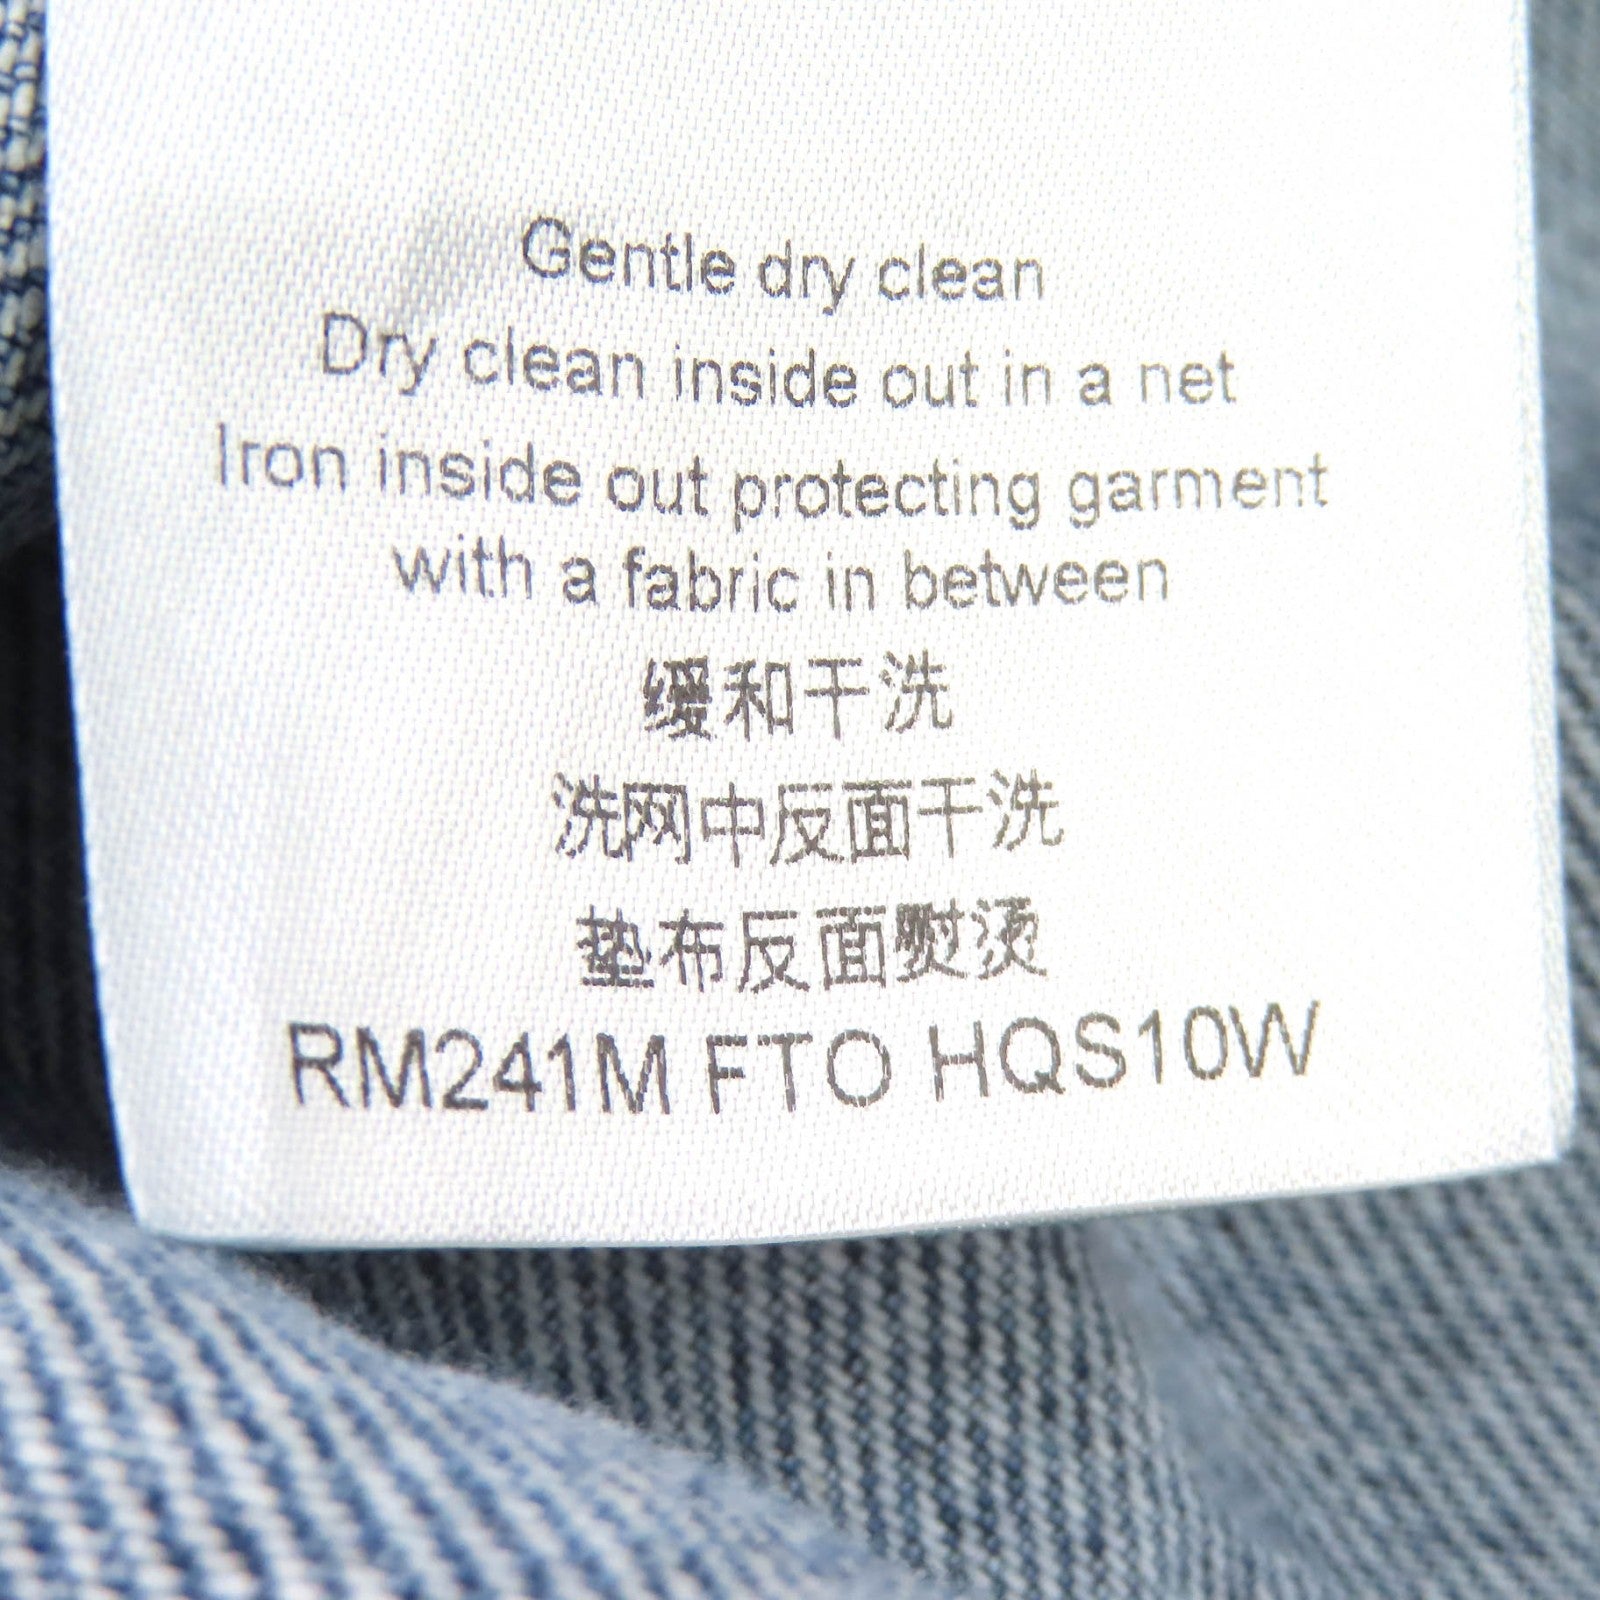 Gentle dry clean
Dry clean inside out in a net
Iron inside out protecting garment
with a fabric in between
缓和干洗
洗网中反面干洗
垫布反面熨烫
RM241M FTO HQS10W